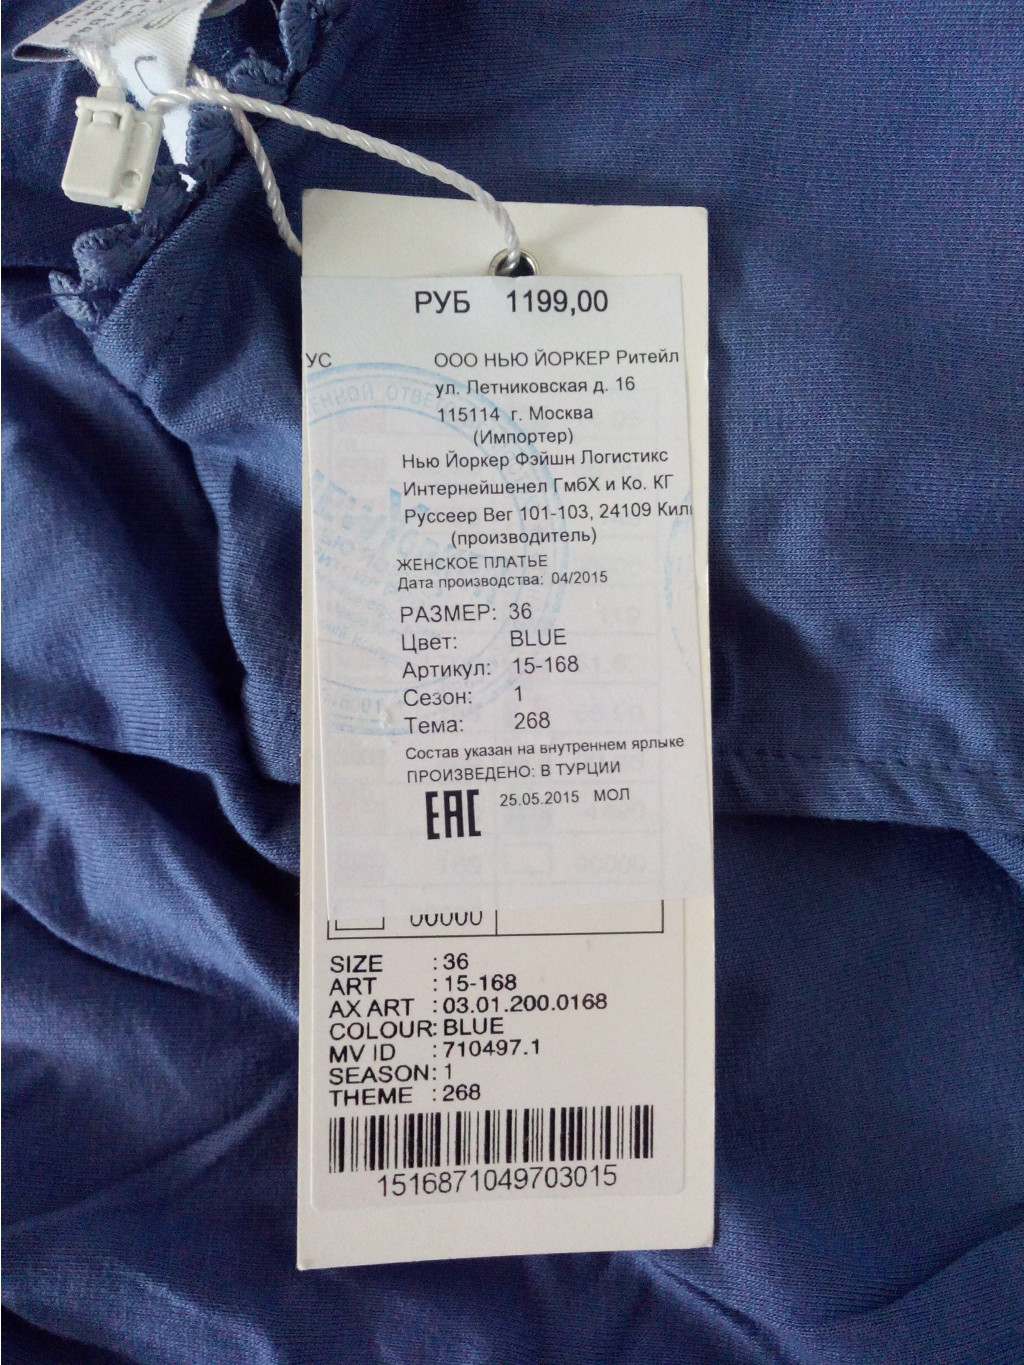 РУБ 1199,00
УС
ООО НЬЮ ЙОРКЕР Ритейл
ул. Летниковская д. 16
115114 г. Москва
(Импортер)
Нью Йоркер Фэйшн Логистикс
Интернейшенел ГмбХ и Ко. КГ
Руссеер Вег 101-103, 24109 Кил
(производитель)
ЖЕНСКОЕ ПЛАТЬЕ
Дата производства: 04/2015
РАЗМЕР: 36
Цвет: BLUE
Артикул: 15-168
Сезон: 1
Тема: 268
Состав указан на внутреннем ярлыке
ПРОИЗВЕДЕНО: В ТУРЦИИ
EAC 25.05.2015 МОЛ
00000
SIZE : 36
ART : 15-168
AX ART : 03.01.200.0168
COLOUR: BLUE
MV ID : 710497.1
SEASON: 1
THEME : 268
1516871049703015